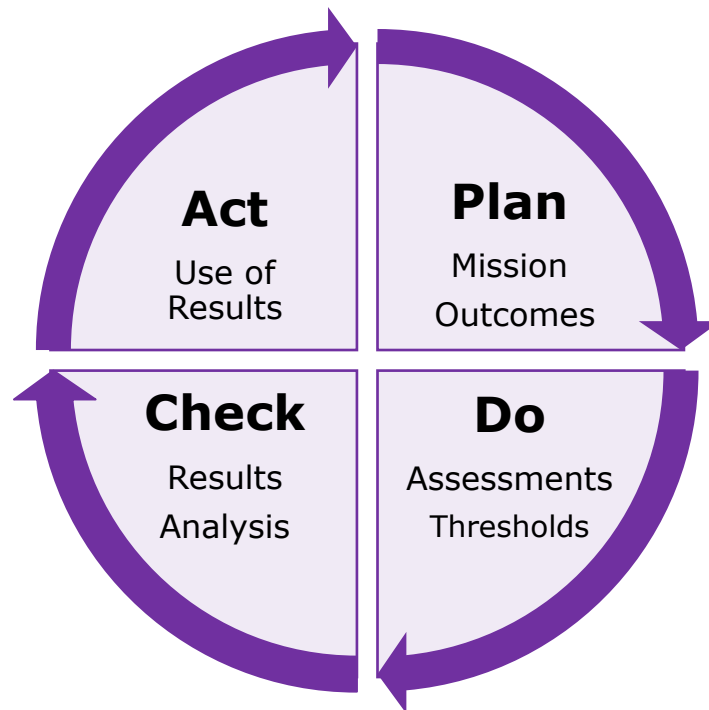 Act
Use of
Results
Plan
Mission
Outcomes
Check
Results
Analysis
Do
Assessments
Thresholds